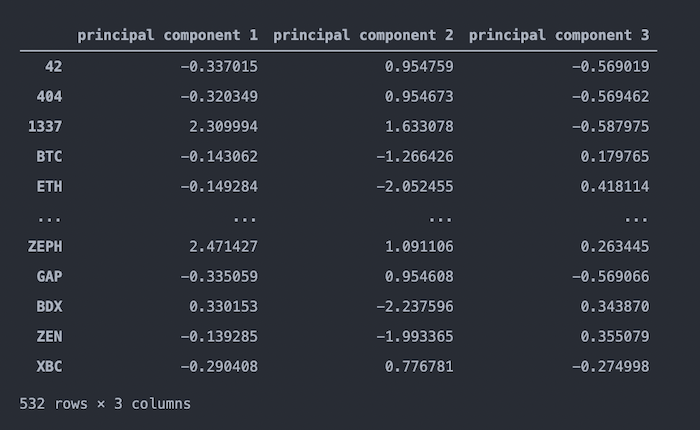 principal component 1 principal component 2 principal component 3
42 -0.337015 0.954759 -0.569019
404 -0.320349 0.954673 -0.569462
1337 2.309994 1.633078 -0.587975
BTC -0.143062 -1.266426 0.179765
ETH -0.149284 -2.052455 0.418114
... ... ... ...
ZEPH 2.471427 1.091106 0.263445
GAP -0.335059 0.954608 -0.569066
BDX 0.330153 -2.237596 0.343870
ZEN -0.139285 -1.993365 0.355079
XBC -0.290408 0.776781 -0.274998
532 rows × 3 columns